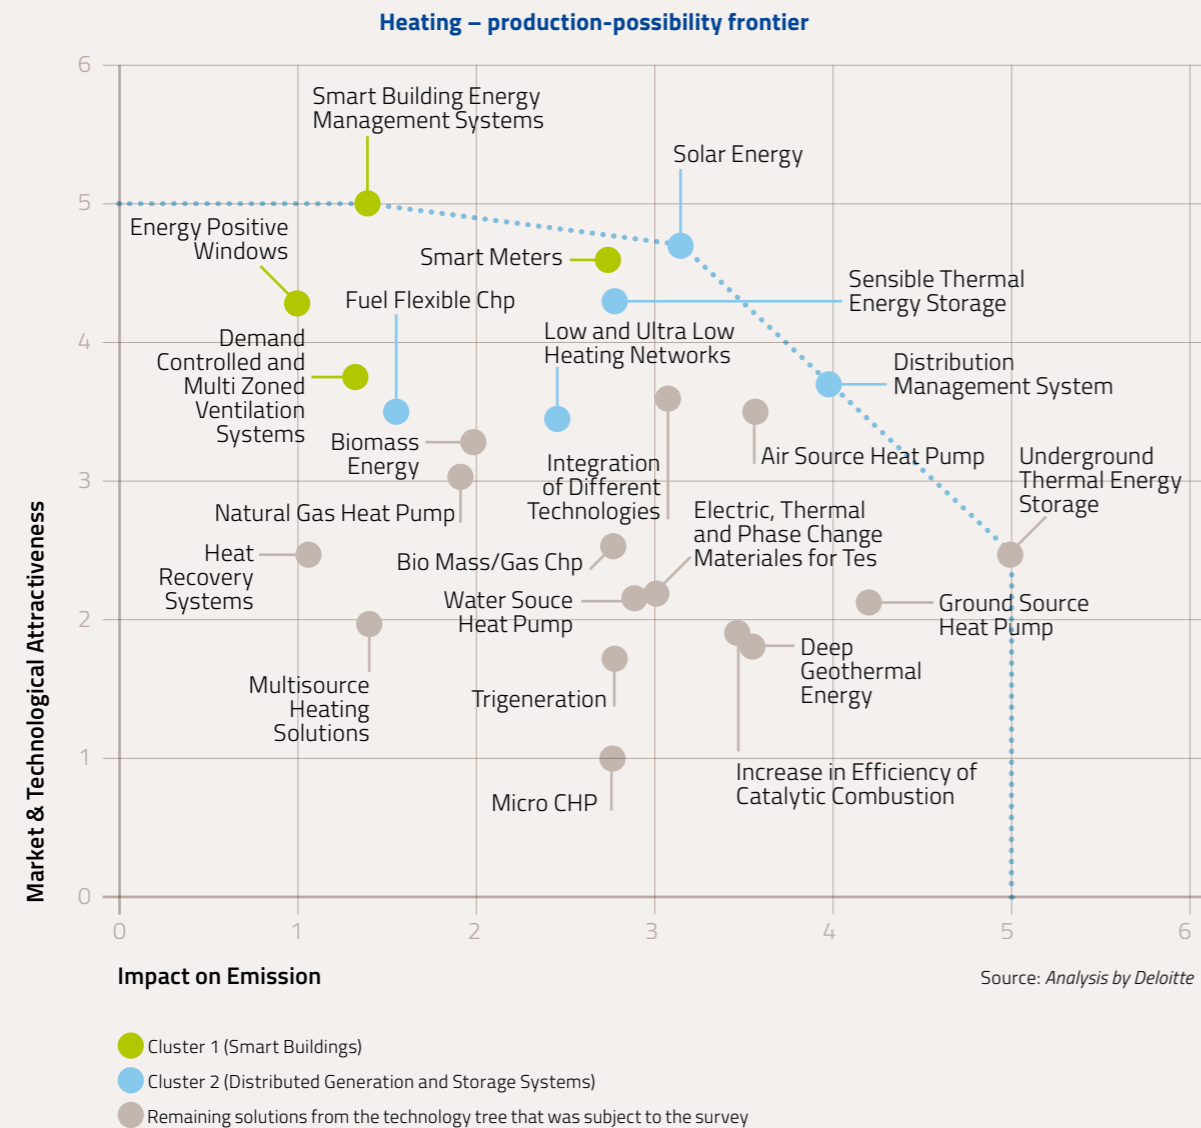 Heating – production-possibility frontier
6
Smart Building Energy
Management Systems
Solar Energy
5
Energy Positive
Windows
Smart Meters
Sensible Thermal
Energy Storage
Fuel Flexible Chp
Low and Ultra Low
Heating Networks
4
Demand
Controlled and
Multi Zoned
Ventilation
Systems
Distribution
Management System
Biomass
Energy
Integration
of Different
Technologies
Air Source Heat Pump
Underground
Thermal Energy
Storage
3
Natural Gas Heat Pump
Electric, Thermal
and Phase Change
Materiales for Tes
Heat
Recovery
Systems
Bio Mass/Gas Chp
Water Souce
Heat Pump
Ground Source
Heat Pump
2
Deep
Geothermal
Energy
Multisource
Heating
Solutions
Trigeneration
1
Increase in Efficiency of
Catalytic Combustion
Micro CHP
0
Market & Technological Attractiveness
0 1 2 3 4 5 6
Impact on Emission
Source: Analysis by Deloitte
Cluster 1 (Smart Buildings)
Cluster 2 (Distributed Generation and Storage Systems)
Remaining solutions from the technology tree that was subject to the survey